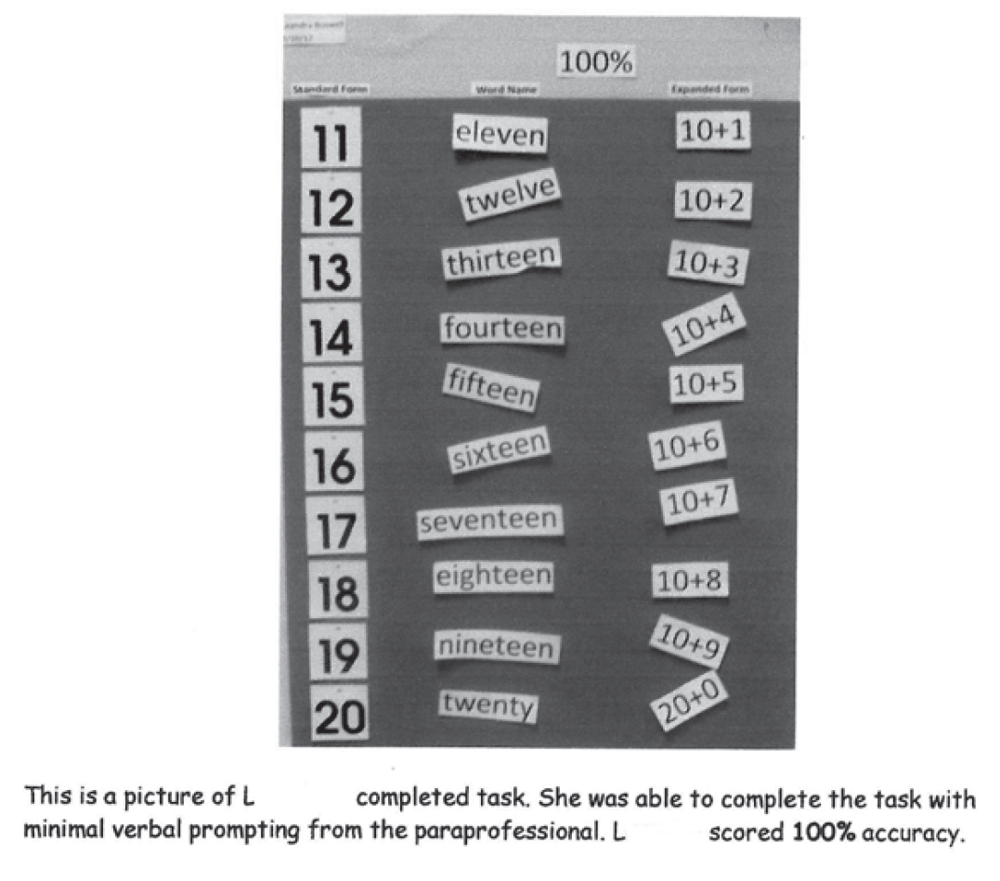 100%
Standard Form Word Name Expanded Form
11 eleven 10+1
12 twelve 10+2
13 thirteen 10+3
14 fourteen 10+4
15 fifteen 10+5
16 sixteen 10+6
17 seventeen 10+7
18 eighteen 10+8
19 nineteen 10+9
20 twenty 20+0
This is a picture of L completed task. She was able to complete the task with
minimal verbal prompting from the paraprofessional. L scored 100% accuracy.